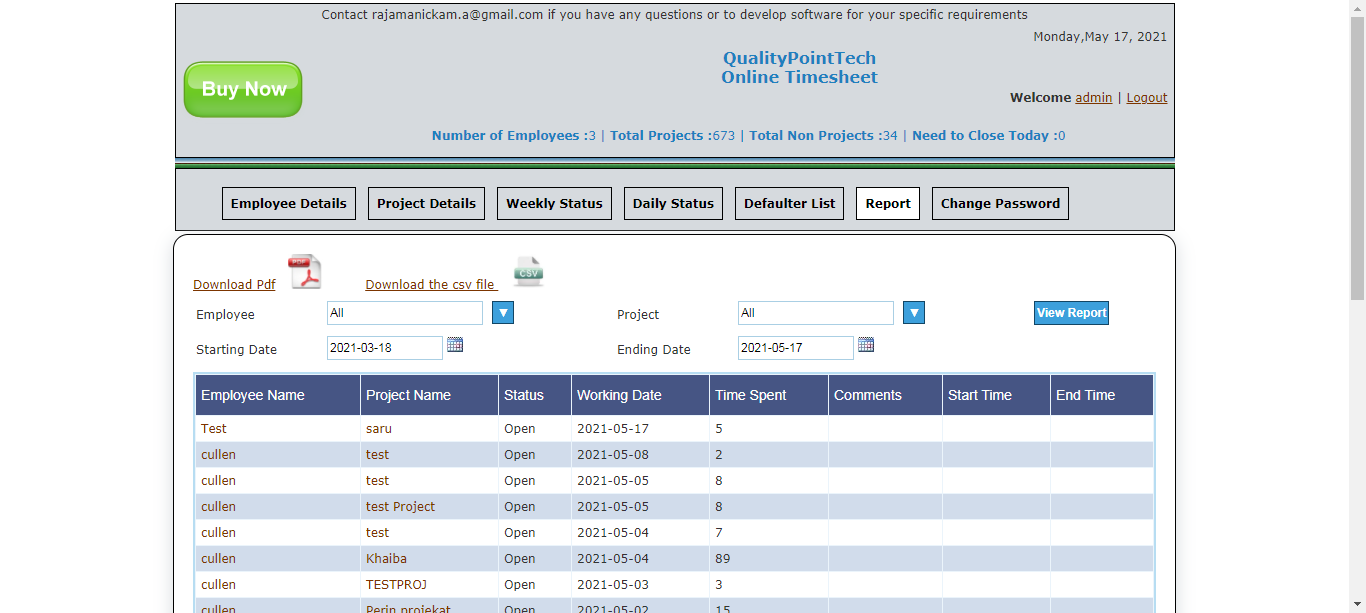 Contact rajamanickam.a@gmail.com if you have any questions or to develop software for your specific requirements
Monday,May 17, 2021
QualityPointTech
Online Timesheet
Buy Now
Welcome admin | Logout
Number of Employees :3 | Total Projects :673 | Total Non Projects :34 | Need to Close Today :0
Employee Details Project Details Weekly Status Daily Status Defaulter List Report Change Password
Download Pdf PDF Download the csv file CSV
Employee All Project All View Report
Starting Date 2021-03-18 Ending Date 2021-05-17
Employee Name Project Name Status Working Date Time Spent Comments Start Time End Time
Test saru Open 2021-05-17 5
cullen test Open 2021-05-08 2
cullen test Open 2021-05-05 8
cullen test Project Open 2021-05-05 8
cullen test Open 2021-05-04 7
cullen Khaiba Open 2021-05-04 89
cullen TESTPROJ Open 2021-05-03 3
cullen Perin projekat Open 2021-05-02 15